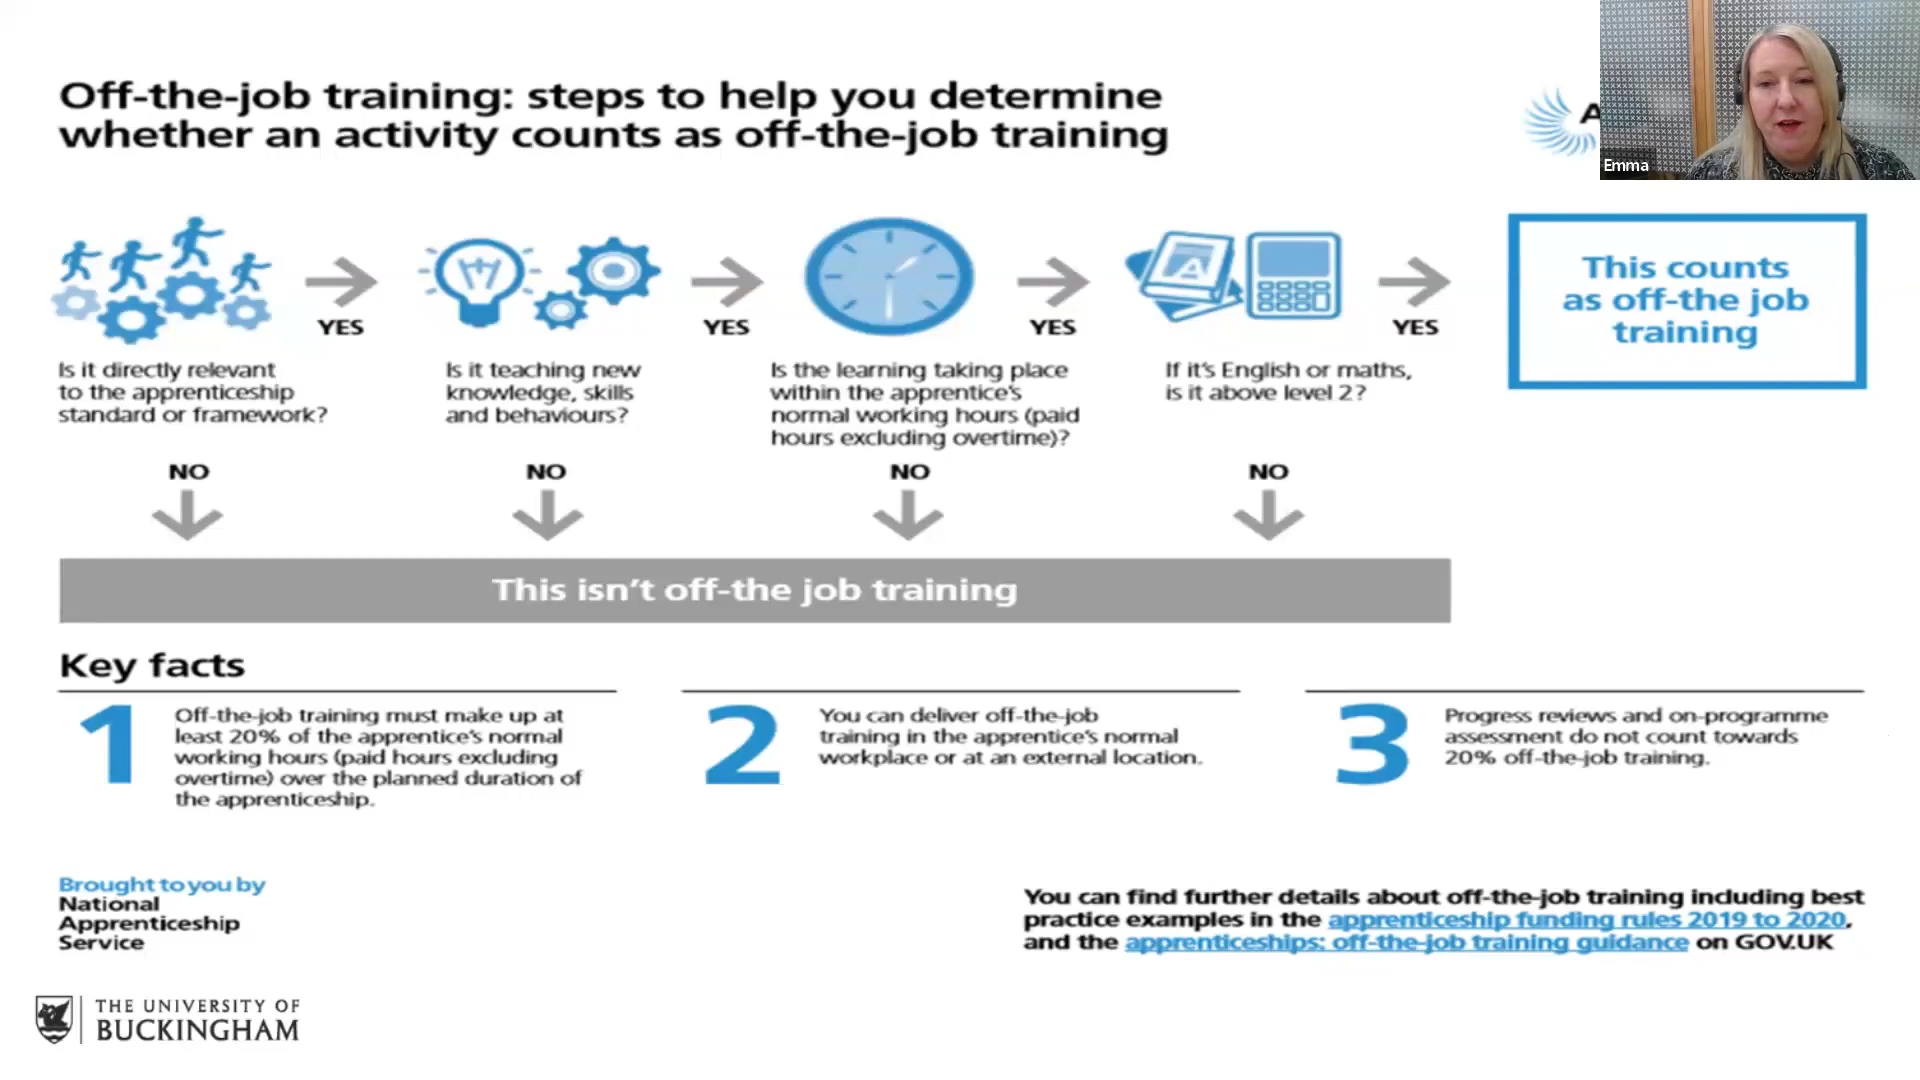 Off-the-job training: steps to help you determine
whether an activity counts as off-the-job training
A
Emma
YES
YES
YES
YES
This counts
as off-the job
training
Is it directly relevant
to the apprenticeship
standard or framework?
Is it teaching new
knowledge, skills
and behaviours?
Is the learning taking place
within the apprentice's
normal working hours (paid
hours excluding overtime)?
If it's English or maths,
is it above level 2?
NO
NO
NO
NO
This isn't off-the job training
Key facts
1
Off-the-job training must make up at
least 20% of the apprentice's normal
working hours (paid hours excluding
overtime) over the planned duration of
the apprenticeship.
2
You can deliver off-the-job
training in the apprentice's normal
workplace or at an external location.
3
Progress reviews and on-programme
assessment do not count towards
20% off-the-job training.
Brought to you by
National
Apprenticeship
Service
You can find further details about off-the-job training including best
practice examples in the apprenticeship funding rules 2019 to 2020,
and the apprenticeships: off-the-job training guidance on GOV.UK
THE UNIVERSITY OF
BUCKINGHAM